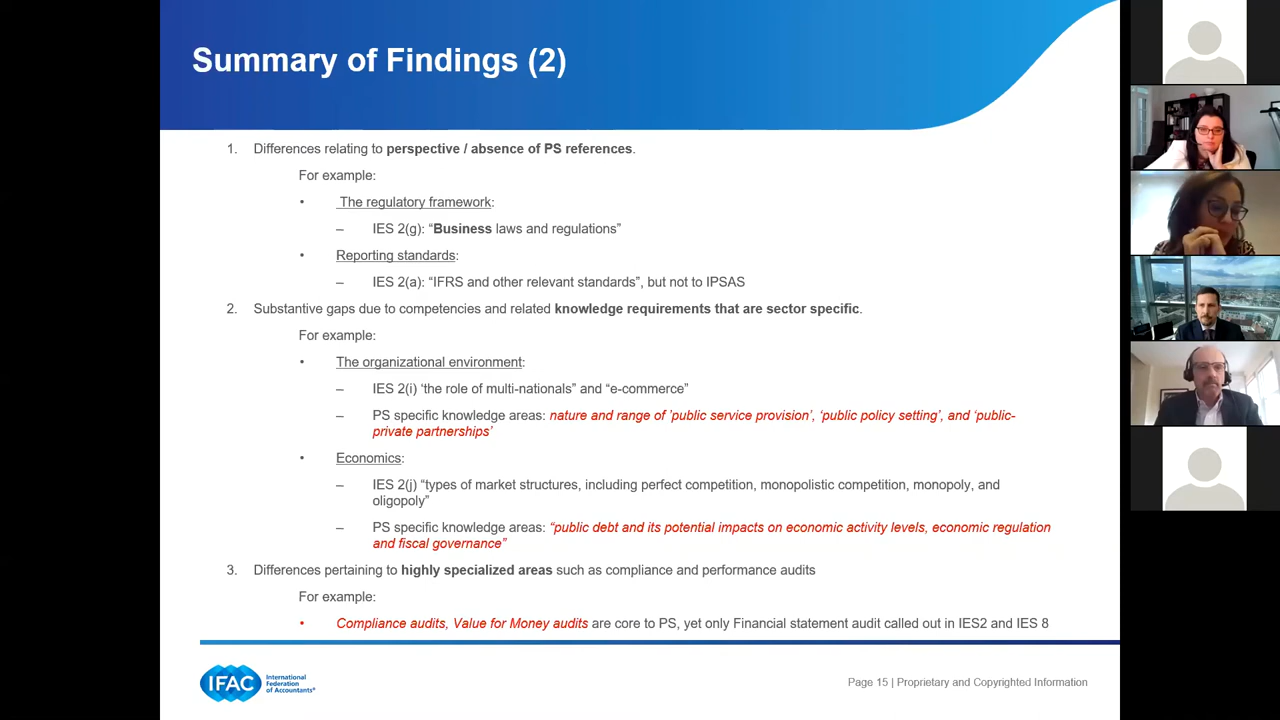 Summary of Findings (2)
1. Differences relating to perspective / absence of PS references.
For example:
• The regulatory framework:
– IES 2(g): “Business laws and regulations”
• Reporting standards:
– IES 2(a): “IFRS and other relevant standards”, but not to IPSAS
2. Substantive gaps due to competencies and related knowledge requirements that are sector specific.
For example:
• The organizational environment:
– IES 2(i) ‘the role of multi-nationals” and “e-commerce”
– PS specific knowledge areas: nature and range of ’public service provision’, ‘public policy setting’, and ‘public-
private partnerships’
• Economics:
– IES 2(j) “types of market structures, including perfect competition, monopolistic competition, monopoly, and
oligopoly”
– PS specific knowledge areas: “public debt and its potential impacts on economic activity levels, economic regulation
and fiscal governance”
3. Differences pertaining to highly specialized areas such as compliance and performance audits
For example:
• Compliance audits, Value for Money audits are core to PS, yet only Financial statement audit called out in IES2 and IES 8
IFAC
International
Federation
of Accountants®
Page 15 | Proprietary and Copyrighted Information